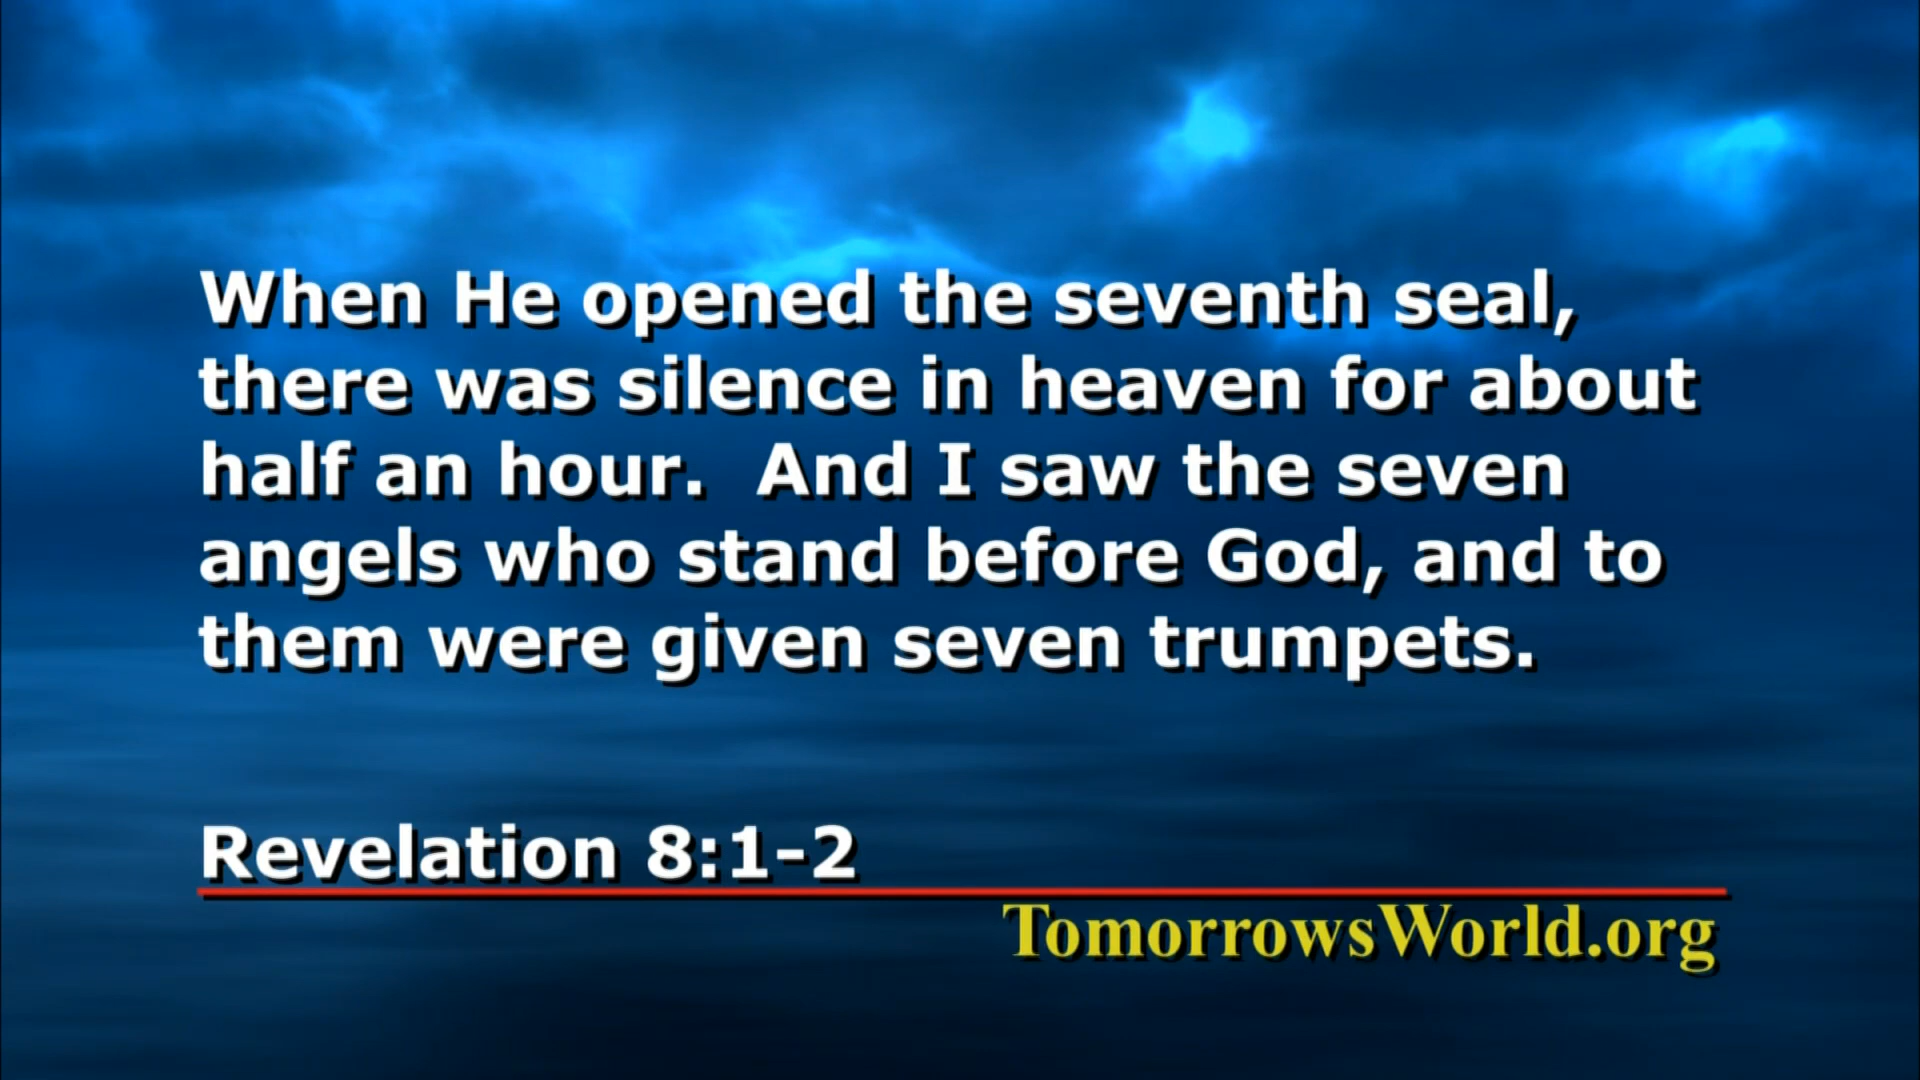 When He opened the seventh seal,
there was silence in heaven for about
half an hour.  And I saw the seven
angels who stand before God, and to
them were given seven trumpets.
Revelation 8:1-2
TomorrowsWorld.org